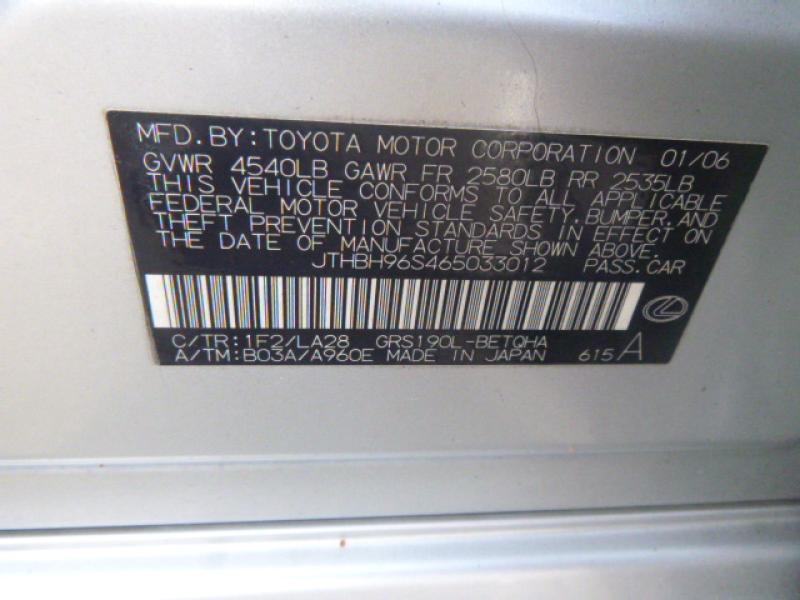 MFD. BY: TOYOTA MOTOR CORPORATION 01/06
GVWR 4540LB GAWR FR 2580LB RR 2535LB
THIS VEHICLE CONFORMS TO ALL APPLICABLE
FEDERAL MOTOR VEHICLE SAFETY, BUMPER, AND
THEFT PREVENTION STANDARDS IN EFFECT ON
THE DATE OF MANUFACTURE SHOWN ABOVE.
JTHBH96S465033012 PASS. CAR
C/TR: 1F2/LA28 GRS190L-BETQHA
A/TM: B03A/A960E MADE IN JAPAN 615 A